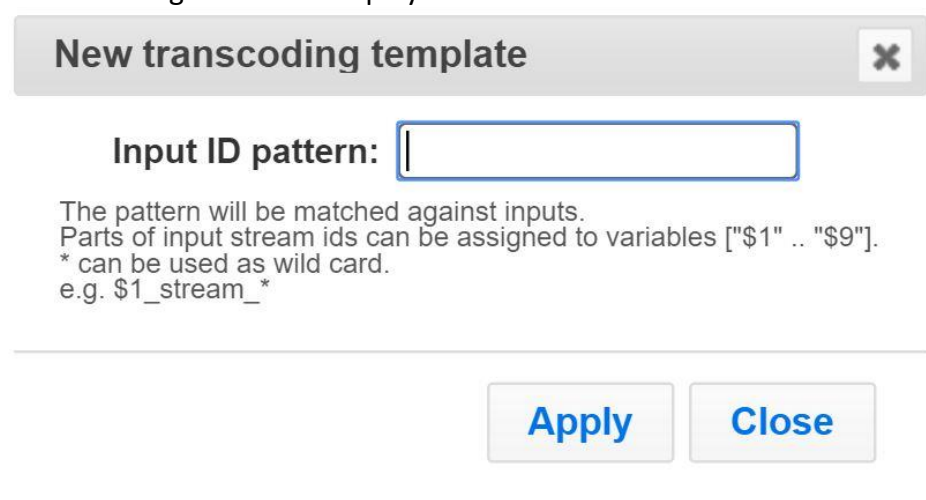 New transcoding template
Input ID pattern:
The pattern will be matched against inputs.
Parts of input stream ids can be assigned to variables ["$1" .. "$9"].
* can be used as wild card.
e.g. $1_stream_*
Apply Close